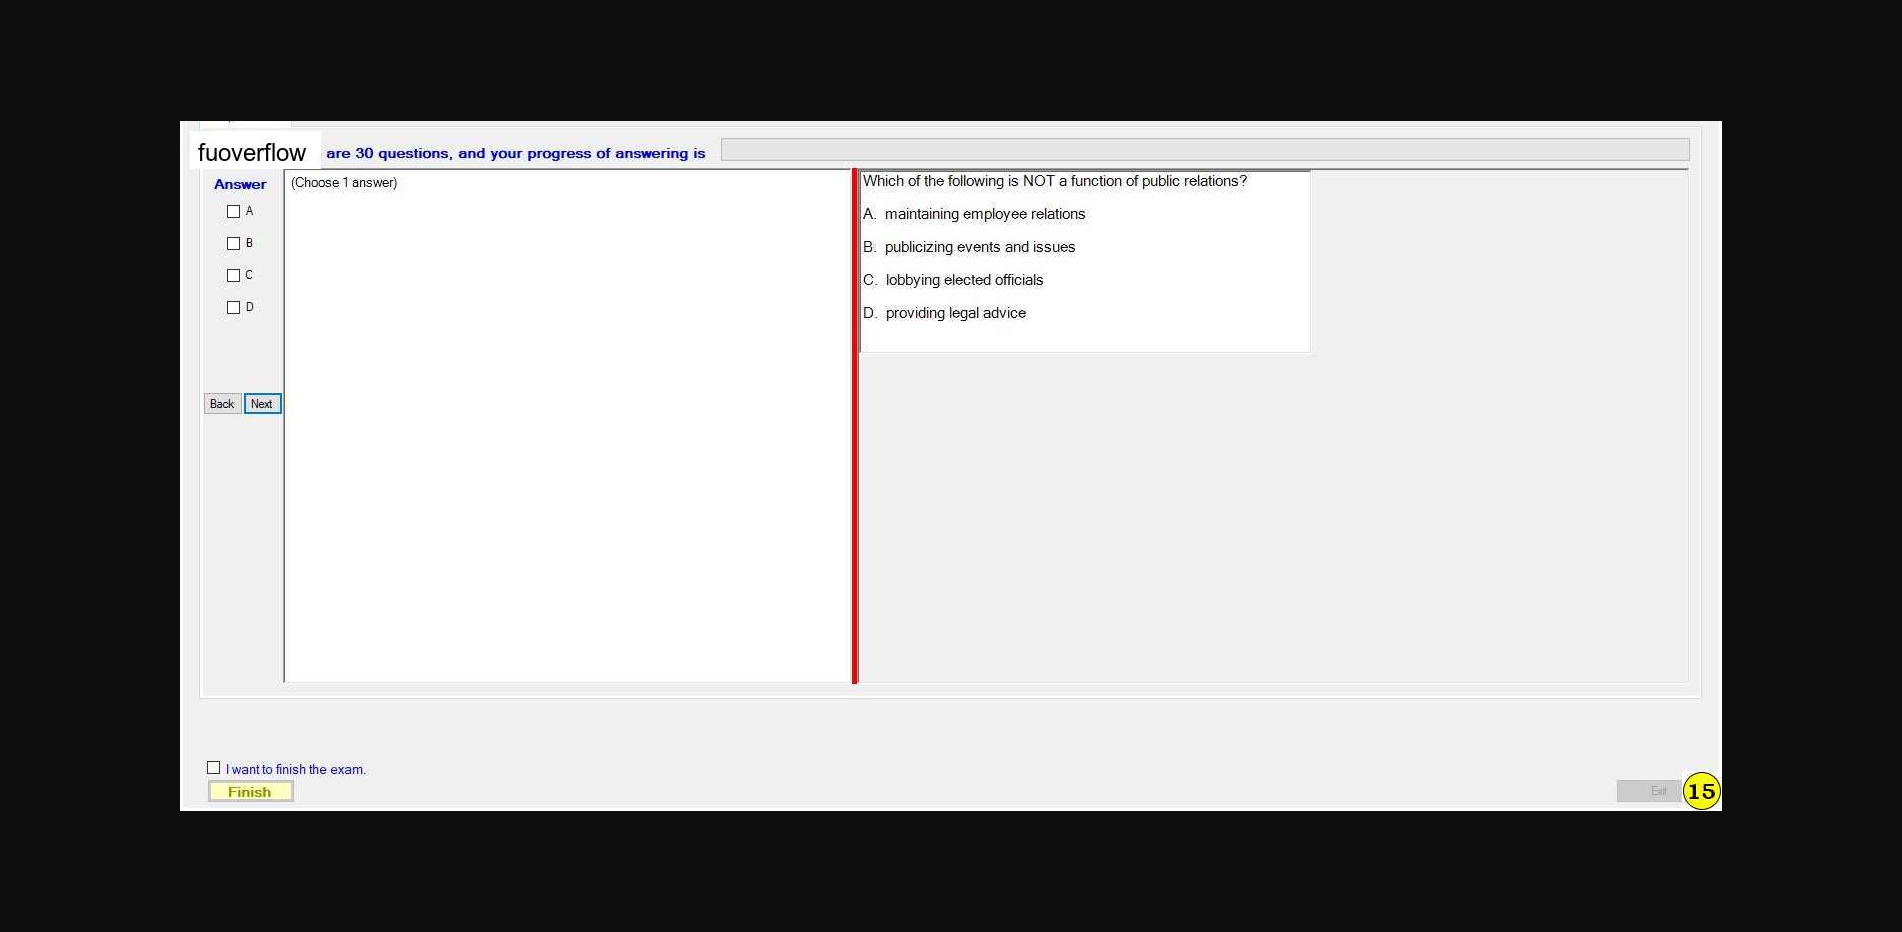 fuoverflow are 30 questions, and your progress of answering is
Answer
A
B
C
D
Back Next
(Choose 1 answer)
Which of the following is NOT a function of public relations?
A. maintaining employee relations
B. publicizing events and issues
C. lobbying elected officials
D. providing legal advice
I want to finish the exam.
Finish
Exit
15